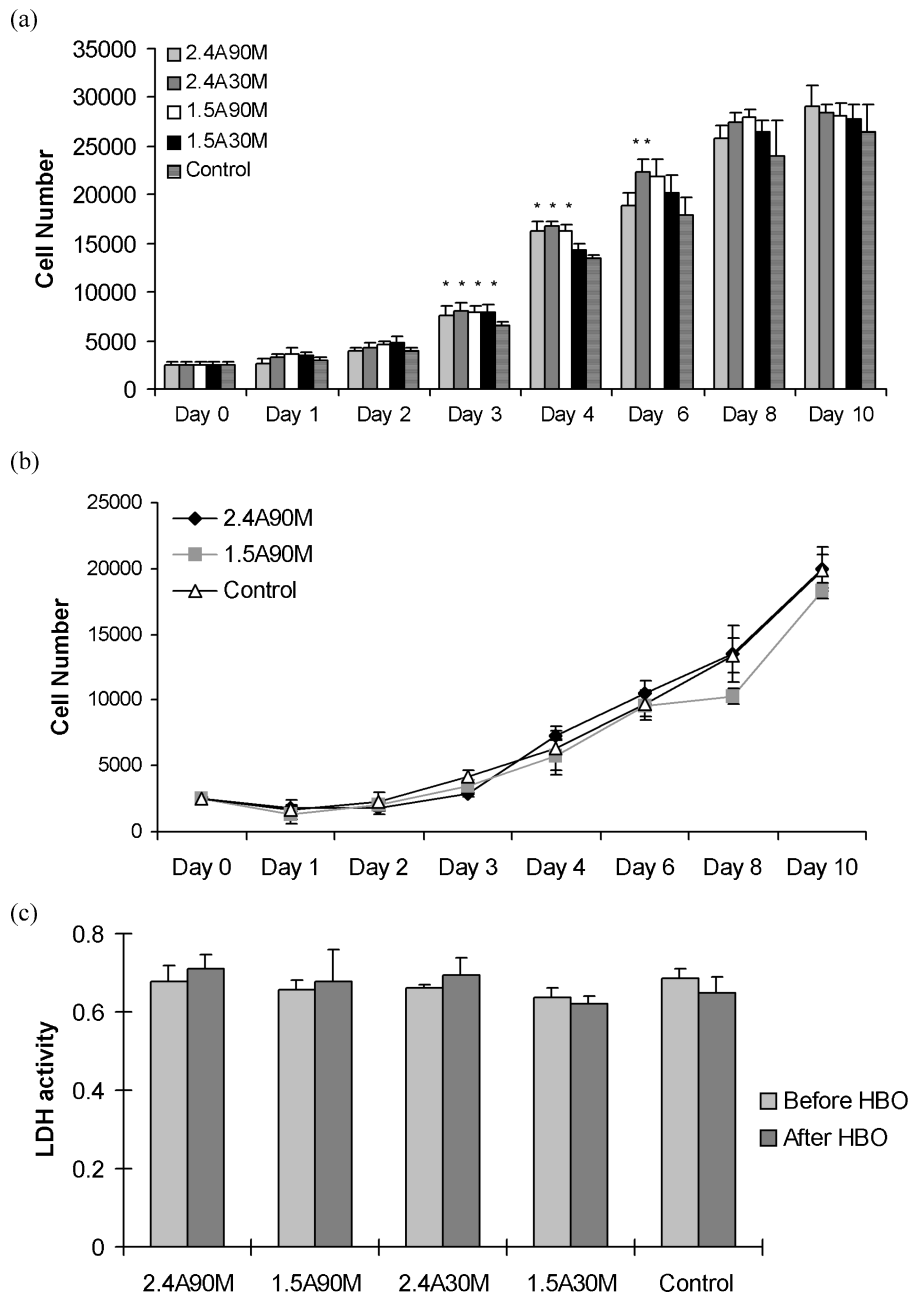 (a)
35000
30000
25000
20000
15000
10000
5000
0
Cell Number
2.4A90M
2.4A30M
1.5A90M
1.5A30M
Control
* * * *
* * *
* *
Day 0 Day 1 Day 2 Day 3 Day 4 Day 6 Day 8 Day 10
(b)
25000
20000
15000
10000
5000
0
Cell Number
2.4A90M
1.5A90M
Control
Day 0 Day 1 Day 2 Day 3 Day 4 Day 6 Day 8 Day 10
(c)
0.8
0.6
0.4
0.2
0
LDH activity
Before HBO
After HBO
2.4A90M 1.5A90M 2.4A30M 1.5A30M Control